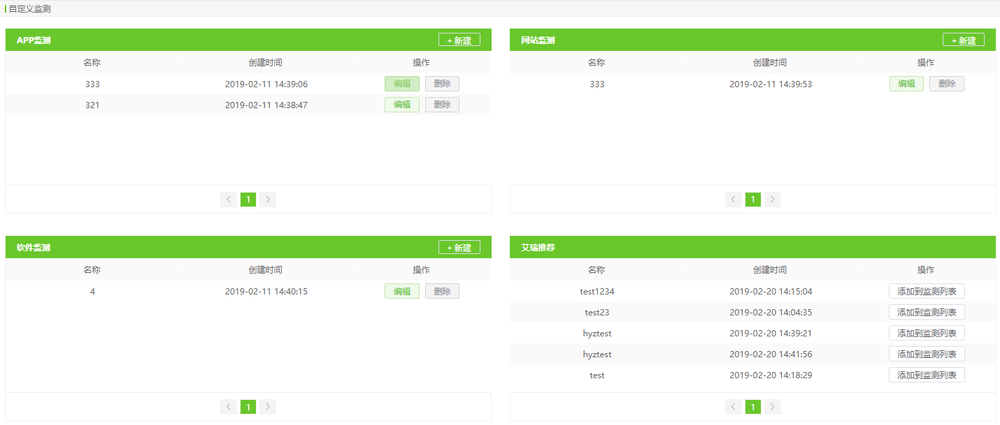 自定义监测
APP监测 + 新建
名称 创建时间 操作
333 2019-02-11 14:39:06 编辑 删除
321 2019-02-11 14:38:47 编辑 删除
< 1 >
网站监测 + 新建
名称 创建时间 操作
333 2019-02-11 14:39:53 编辑 删除
< 1 >
软件监测 + 新建
名称 创建时间 操作
4 2019-02-11 14:40:15 编辑 删除
< 1 >
艾瑞推荐
名称 创建时间 操作
test1234 2019-02-20 14:15:04 添加到监测列表
test23 2019-02-20 14:04:35 添加到监测列表
hyztest 2019-02-20 14:39:21 添加到监测列表
hyztest 2019-02-20 14:41:56 添加到监测列表
test 2019-02-20 14:18:29 添加到监测列表
< 1 >